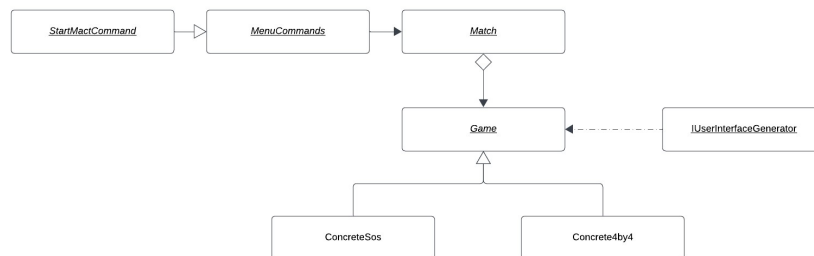 StartMactCommand
MenuCommands
Match
Game
IUserInterfaceGenerator
ConcreteSos
Concrete4by4